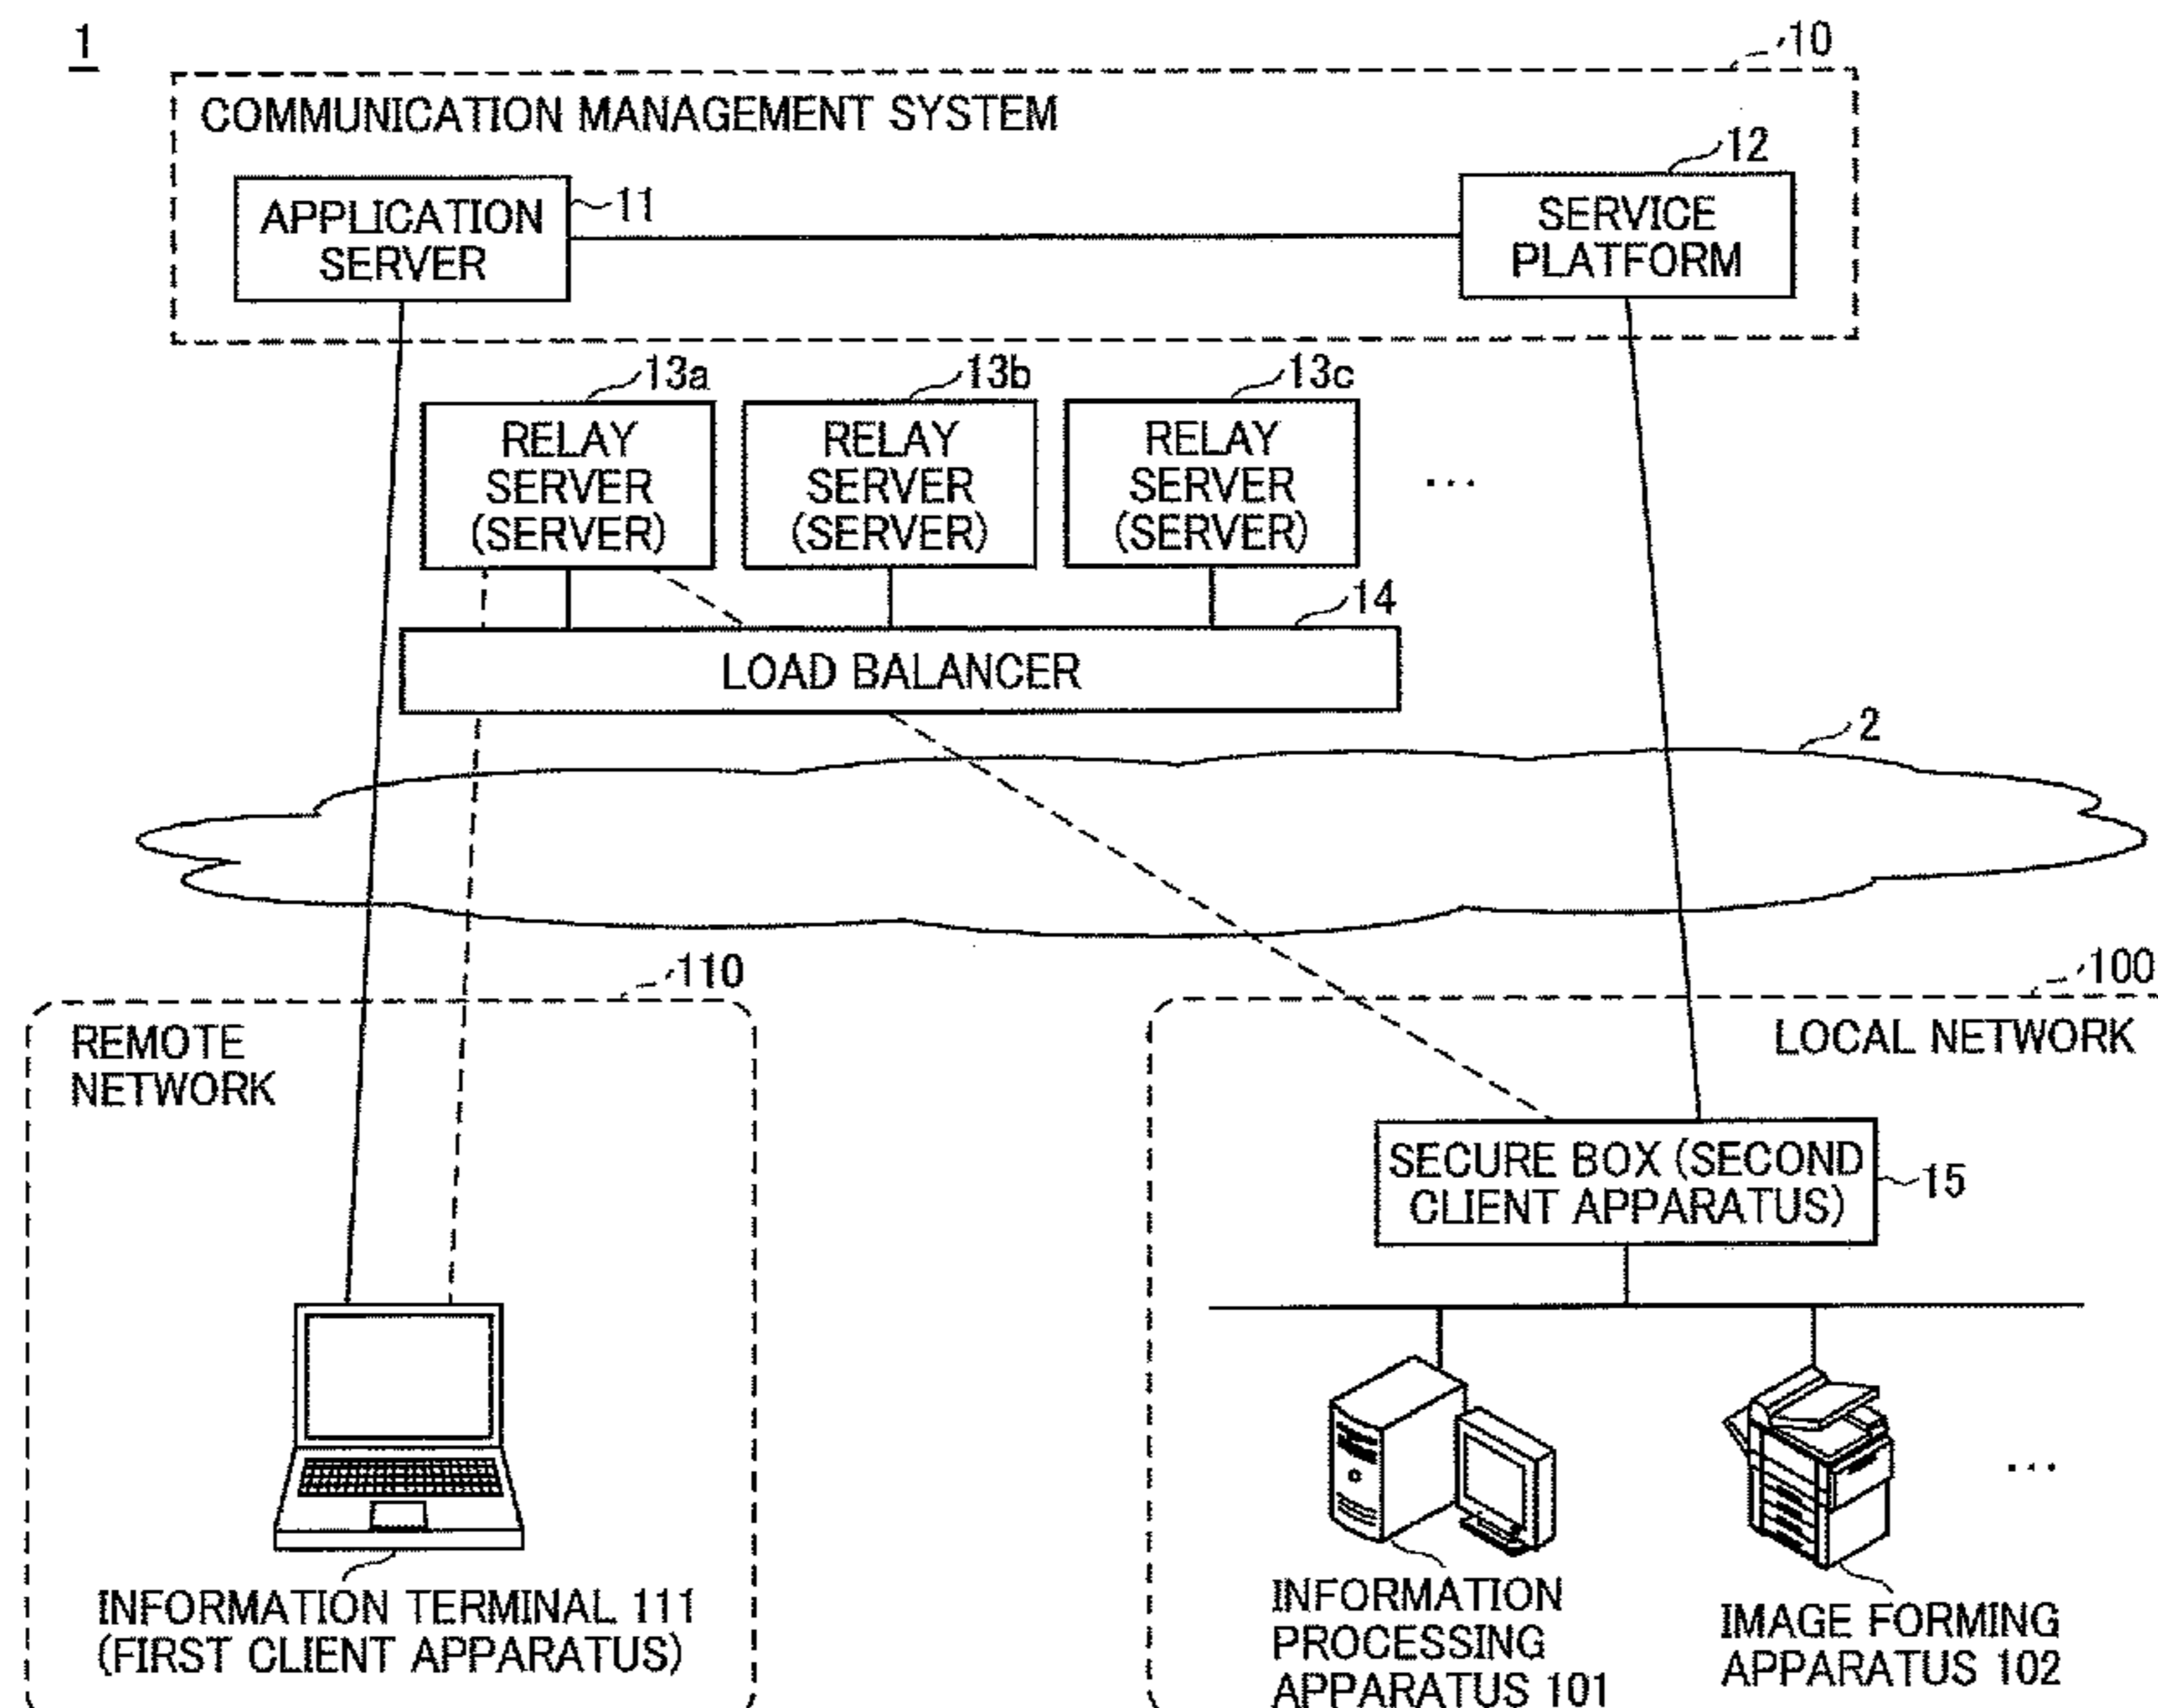 1
10
COMMUNICATION MANAGEMENT SYSTEM
12
APPLICATION
SERVER
11
SERVICE
PLATFORM
13a
13b
13c
RELAY
SERVER
(SERVER)
RELAY
SERVER
(SERVER)
RELAY
SERVER
(SERVER)
...
14
LOAD BALANCER
2
110
100
REMOTE
NETWORK
LOCAL NETWORK
SECURE BOX (SECOND
CLIENT APPARATUS)
15
...
INFORMATION TERMINAL 111
(FIRST CLIENT APPARATUS)
INFORMATION
PROCESSING
APPARATUS 101
IMAGE FORMING
APPARATUS 102